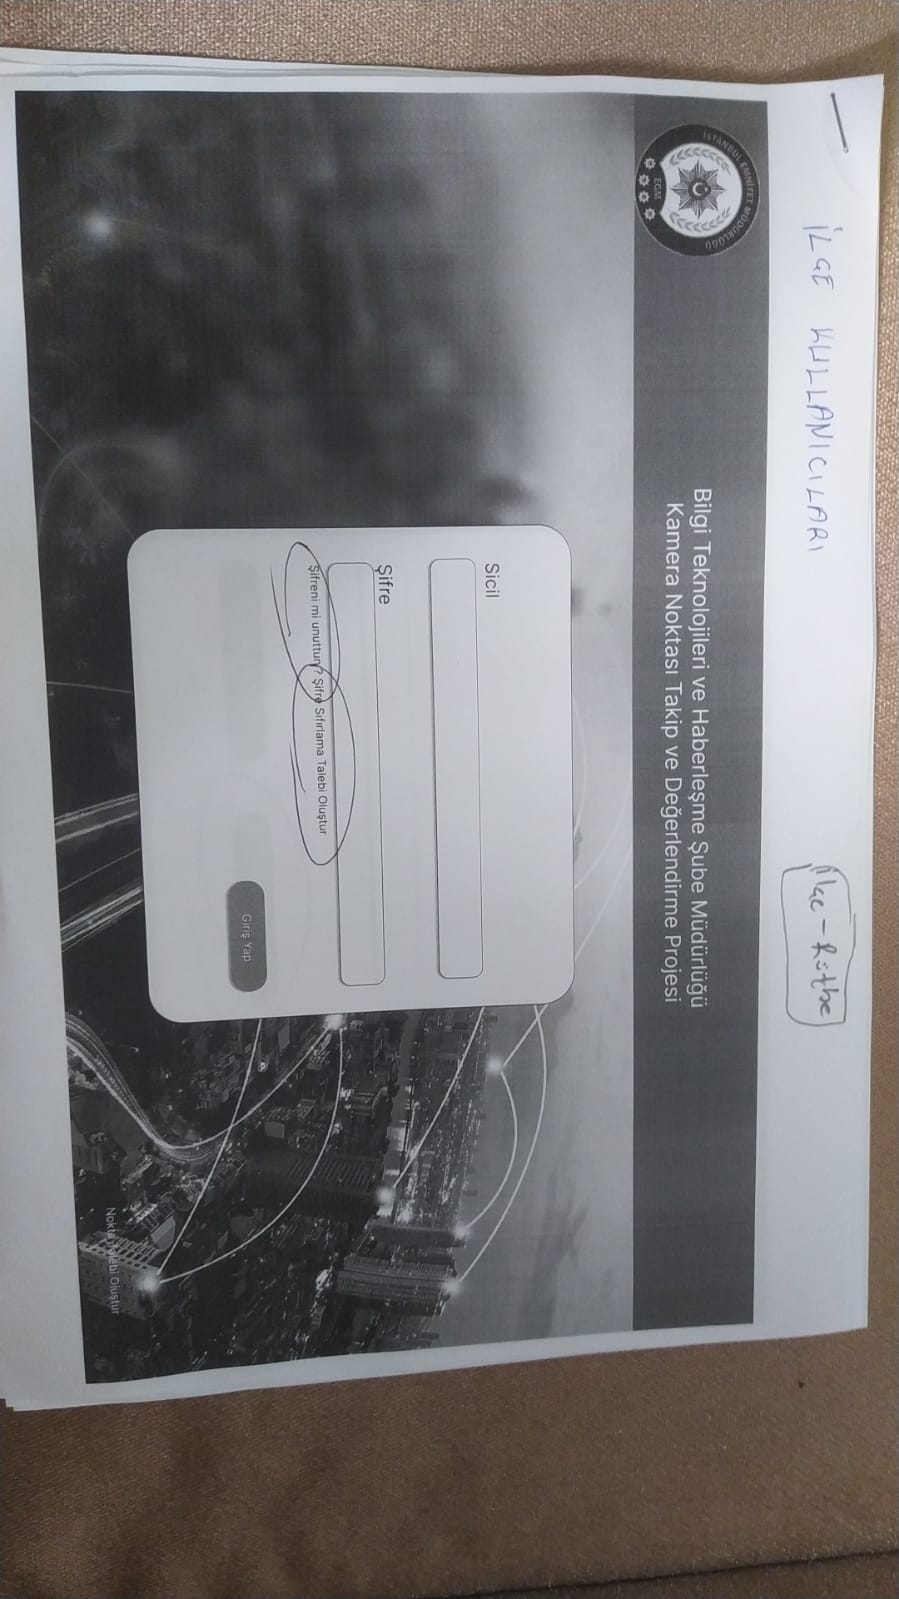 İLÇE KULLANICILARI
ilçe - Rütbe
İSTANBUL EMNİYET MÜDÜRLÜĞÜ
EGM
Bilgi Teknolojileri ve Haberleşme Şube Müdürlüğü
Kamera Noktası Takip ve Değerlendirme Projesi
Sicil
Şifre
Şifreni mi unuttun? Şifre Sıfırlama Talebi Oluştur
Giriş Yap
Nokta Talebi Oluştur